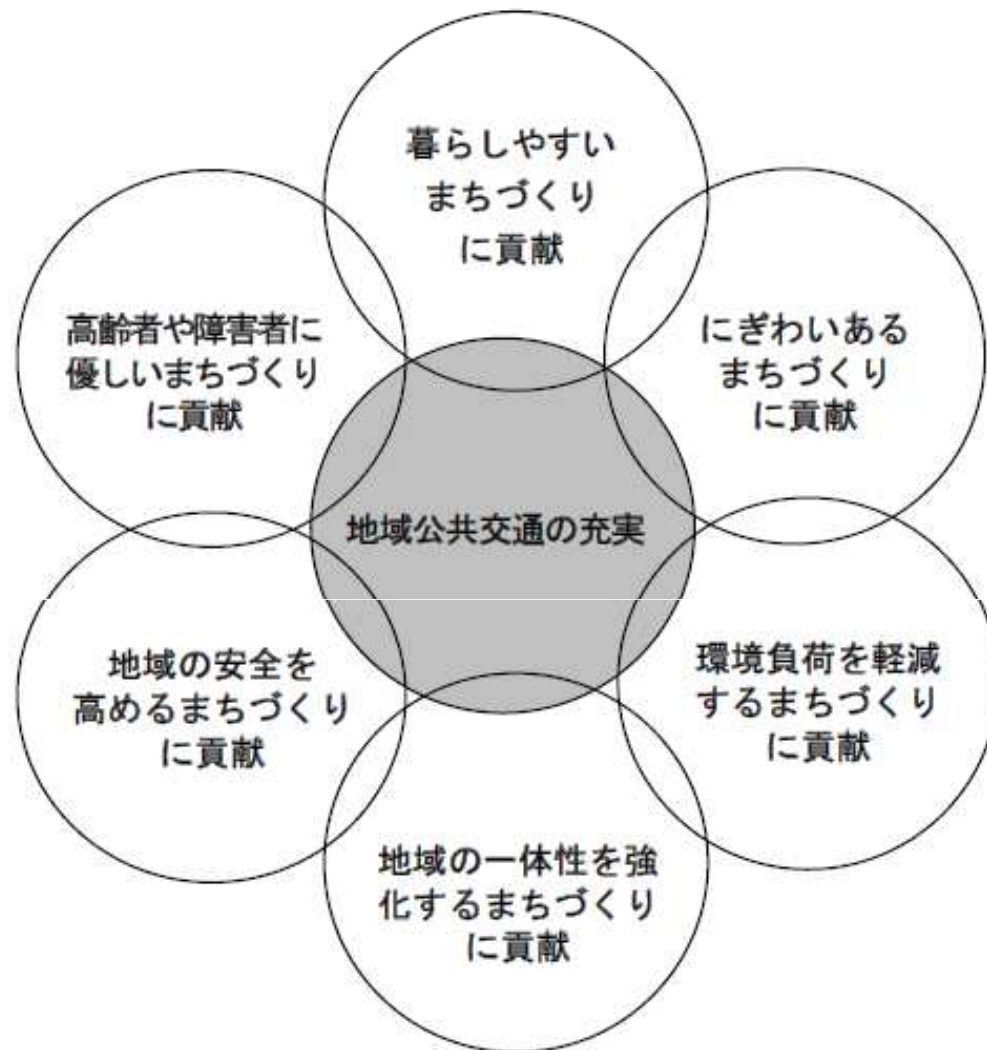 暮らしやすい
まちづくり
に貢献
高齢者や障害者に
優しいまちづくり
に貢献
にぎわいある
まちづくり
に貢献
地域公共交通の充実
地域の安全を
高めるまちづくり
に貢献
環境負荷を軽減
するまちづくり
に貢献
地域の一体性を強
化するまちづくり
に貢献